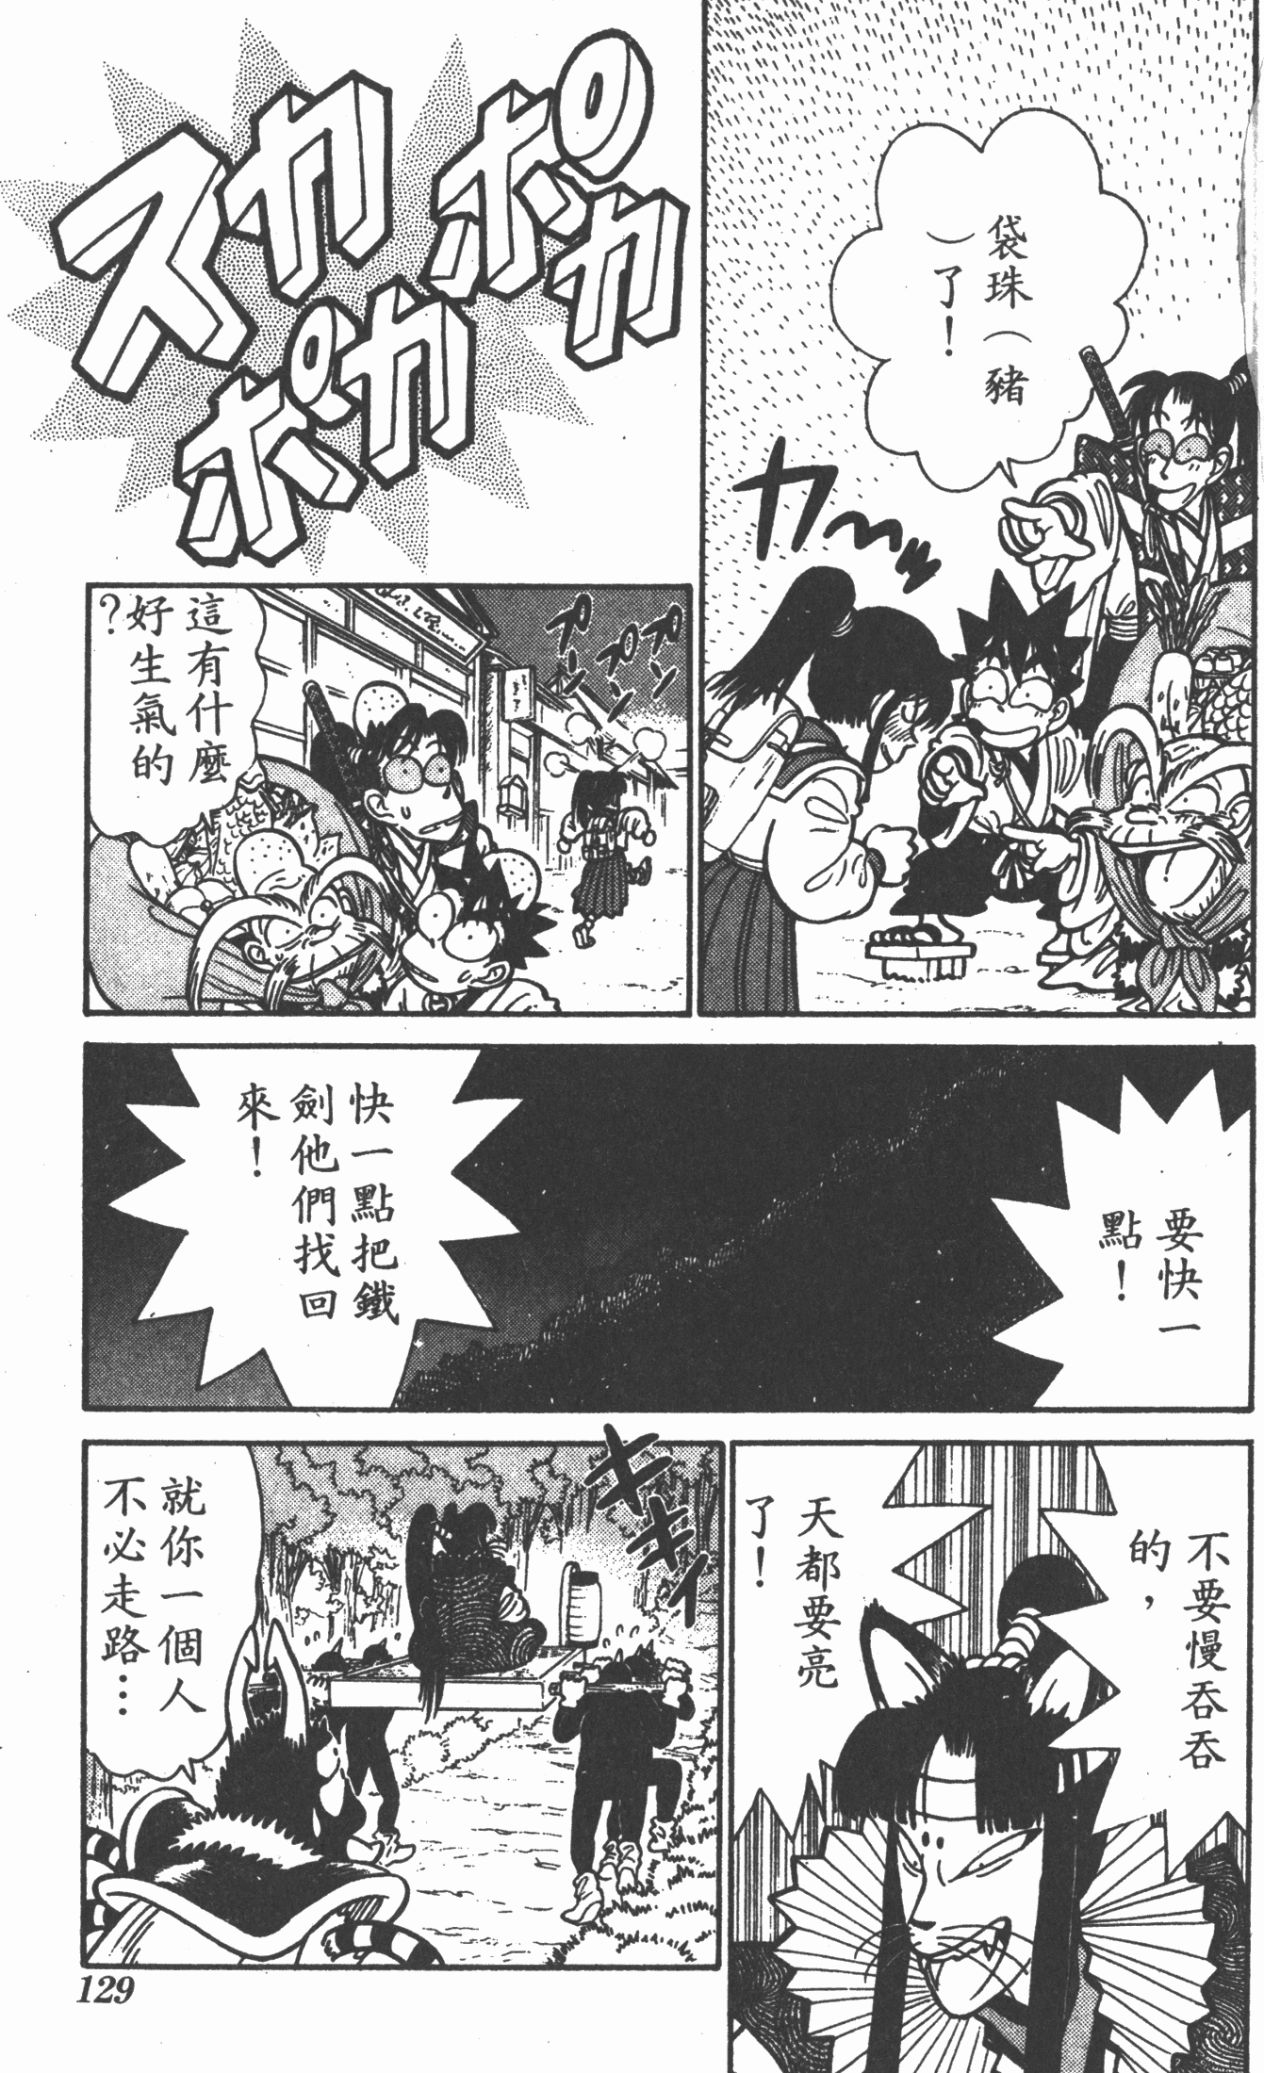 袋珠（豬
）了！
カ～ッ
スカ
ポカ
ポカ
プン
プン
プン
這有什麼
好生氣的
？
要快一
點！
快一點把鐵
劍他們找回
來！
不要慢吞吞
的，
天都要亮
了！
キキィ
就你一個人
不必走路…
129